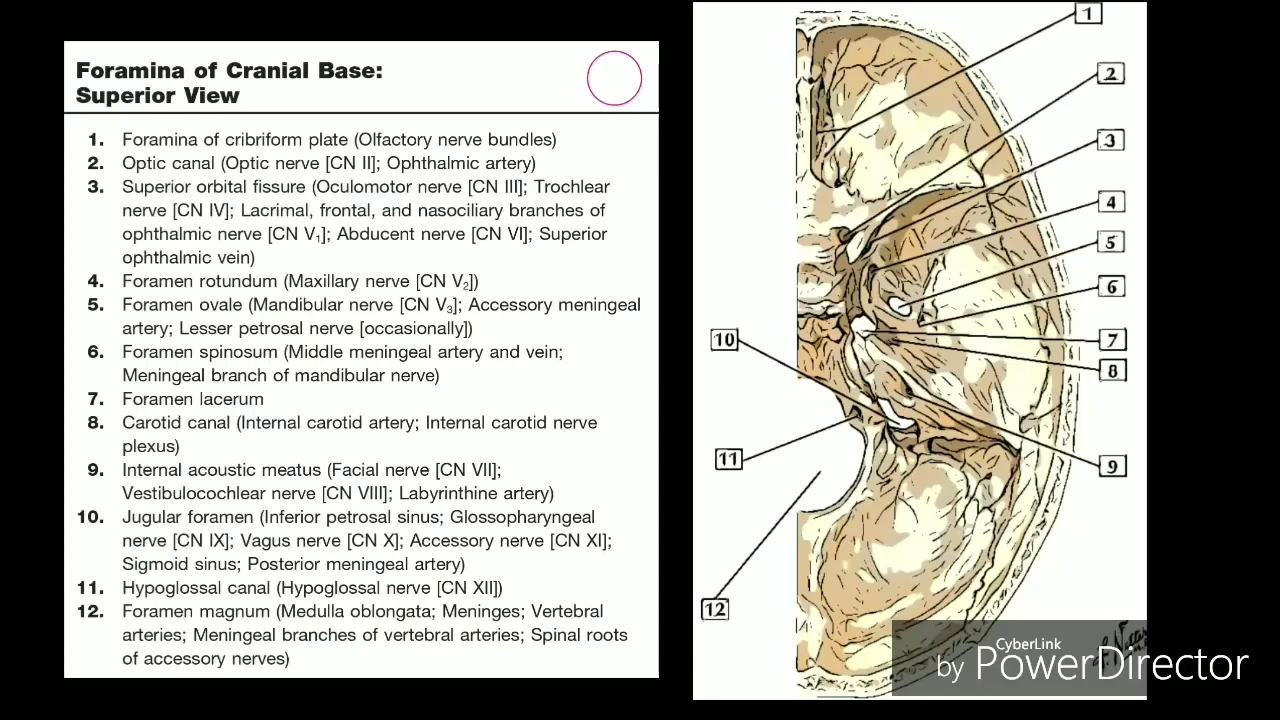 Foramina of Cranial Base:
Superior View
1. Foramina of cribriform plate (Olfactory nerve bundles)
2. Optic canal (Optic nerve [CN II]; Ophthalmic artery)
3. Superior orbital fissure (Oculomotor nerve [CN III]; Trochlear
nerve [CN IV]; Lacrimal, frontal, and nasociliary branches of
ophthalmic nerve [CN V₁]; Abducent nerve [CN VI]; Superior
ophthalmic vein)
4. Foramen rotundum (Maxillary nerve [CN V₂])
5. Foramen ovale (Mandibular nerve [CN V₃]; Accessory meningeal
artery; Lesser petrosal nerve [occasionally])
6. Foramen spinosum (Middle meningeal artery and vein;
Meningeal branch of mandibular nerve)
7. Foramen lacerum
8. Carotid canal (Internal carotid artery; Internal carotid nerve
plexus)
9. Internal acoustic meatus (Facial nerve [CN VII];
Vestibulocochlear nerve [CN VIII]; Labyrinthine artery)
10. Jugular foramen (Inferior petrosal sinus; Glossopharyngeal
nerve [CN IX]; Vagus nerve [CN X]; Accessory nerve [CN XI];
Sigmoid sinus; Posterior meningeal artery)
11. Hypoglossal canal (Hypoglossal nerve [CN XII])
12. Foramen magnum (Medulla oblongata; Meninges; Vertebral
arteries; Meningeal branches of vertebral arteries; Spinal roots
of accessory nerves)
1
2
3
4
5
6
7
8
9
10
11
12
CyberLink
by PowerDirector